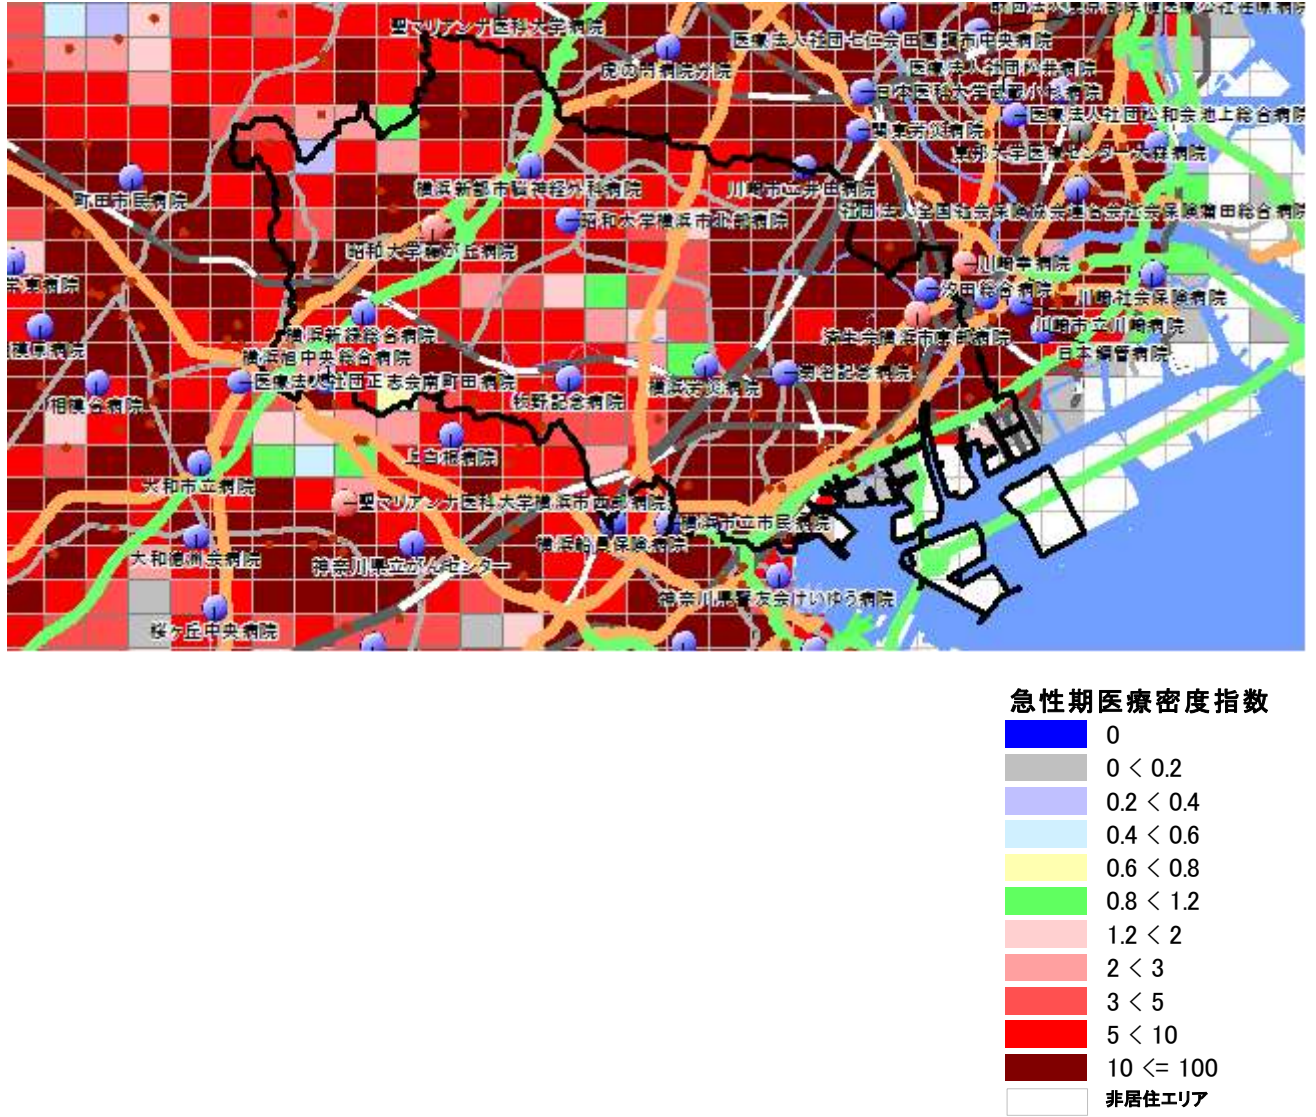 聖マリアンナ医科大学病院
医療法人社団七仁会田園調布中央病院
虎の門病院分院
医療法人社団松井病院
日本医科大学武蔵小杉病院
医療法人社団松和会池上総合病院
関東労災病院
東邦大学医療センター大森病院
横浜新都市脳神経外科病院
川崎市立井田病院
町田市民病院
社団法人全国社会保険協会連合会社会保険蒲田総合病院
昭和大学横浜市北部病院
昭和大学藤が丘病院
川崎幸病院
汐田総合病院
川崎社会保険病院
横浜新緑総合病院
済生会横浜市東部病院
川崎市立川崎病院
横浜旭中央総合病院
日本鋼管病院
医療法人社団正志会南町田病院
横浜労災病院
菊名記念病院
相模台病院
牧野記念病院
上白根病院
大和市立病院
聖マリアンナ医科大学横浜市西部病院
横浜市立市民病院
横浜船員保険病院
大和徳洲会病院
神奈川県立がんセンター
神奈川県警友会けいゆう病院
桜ヶ丘中央病院
急性期医療密度指数
0
0 < 0.2
0.2 < 0.4
0.4 < 0.6
0.6 < 0.8
0.8 < 1.2
1.2 < 2
2 < 3
3 < 5
5 < 10
10 <= 100
非居住エリア